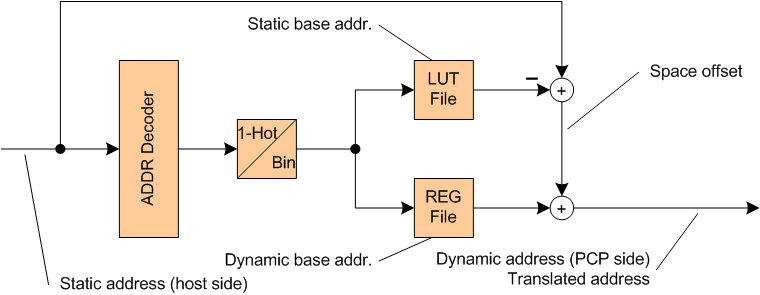 Static base addr.
LUT
File
–
+
Space offset
ADDR Decoder
1-Hot
Bin
REG
File
+
Dynamic base addr.
Dynamic address (PCP side)
Translated address
Static address (host side)